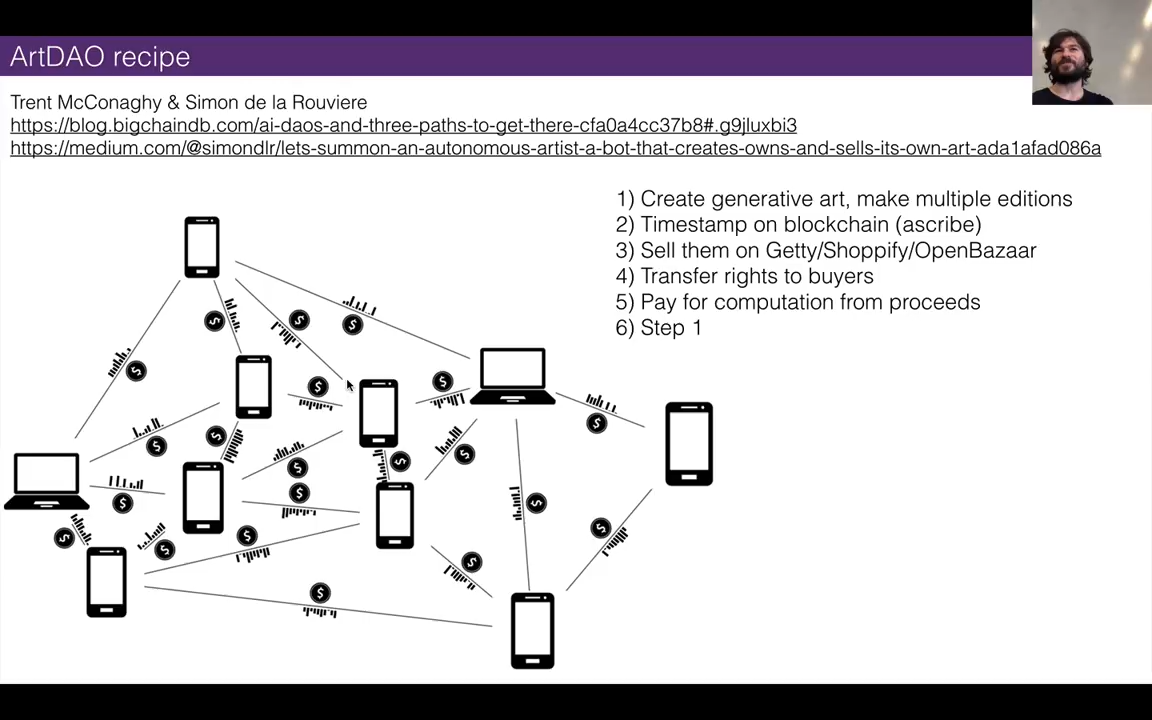 ArtDAO recipe
Trent McConaghy & Simon de la Rouviere
https://blog.bigchaindb.com/ai-daos-and-three-paths-to-get-there-cfa0a4cc37b8#.g9jluxbi3
https://medium.com/@simondlr/lets-summon-an-autonomous-artist-a-bot-that-creates-owns-and-sells-its-own-art-ada1afad086a
1) Create generative art, make multiple editions
2) Timestamp on blockchain (ascribe)
3) Sell them on Getty/Shoppify/OpenBazaar
4) Transfer rights to buyers
5) Pay for computation from proceeds
6) Step 1